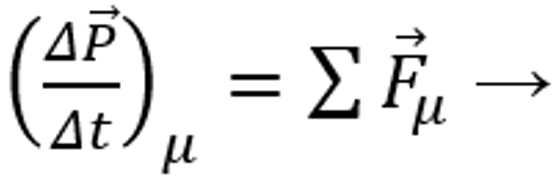 (ΔP⃗/Δt)_μ = ∑ F⃗_μ →